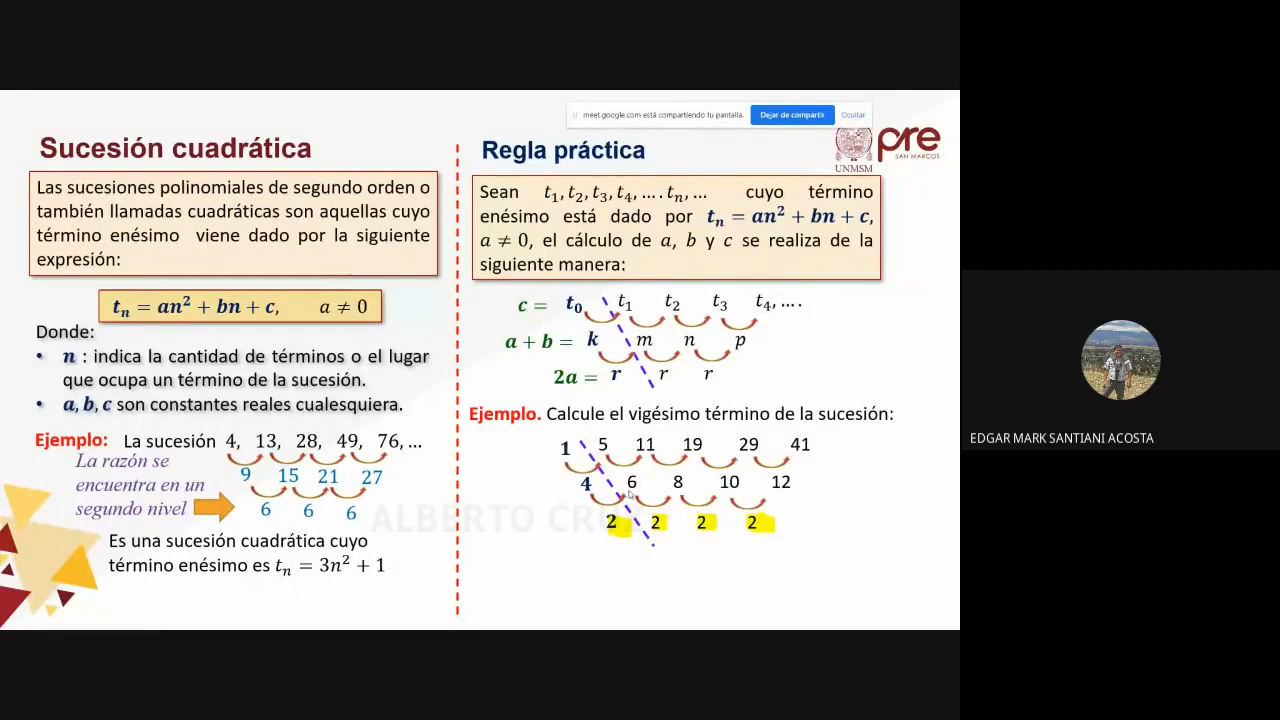 meet.google.com está compartiendo tu pantalla.
Dejar de compartir
Ocultar
Sucesión cuadrática
Las sucesiones polinomiales de segundo orden o
también llamadas cuadráticas son aquellas cuyo
término enésimo viene dado por la siguiente
expresión:
tₙ = an² + bn + c, a ≠ 0
Donde:
• n : indica la cantidad de términos o el lugar
que ocupa un término de la sucesión.
• a, b, c son constantes reales cualesquiera.
Ejemplo: La sucesión 4, 13, 28, 49, 76, ...
La razón se
encuentra en un
segundo nivel
9 15 21 27
6 6 6
Es una sucesión cuadrática cuyo
término enésimo es tₙ = 3n² + 1
Regla práctica
UNMSM
pre
SAN MARCOS
Sean t₁, t₂, t₃, t₄, .... tₙ, ... cuyo término
enésimo está dado por tₙ = an² + bn + c,
a ≠ 0, el cálculo de a, b y c se realiza de la
siguiente manera:
c = t₀ t₁ t₂ t₃ t₄, ....
a + b = k m n p
2a = r r r
Ejemplo. Calcule el vigésimo término de la sucesión:
1 5 11 19 29 41
4 6 8 10 12
2 2 2 2
ALBERTO CRUZ
EDGAR MARK SANTIANI ACOSTA